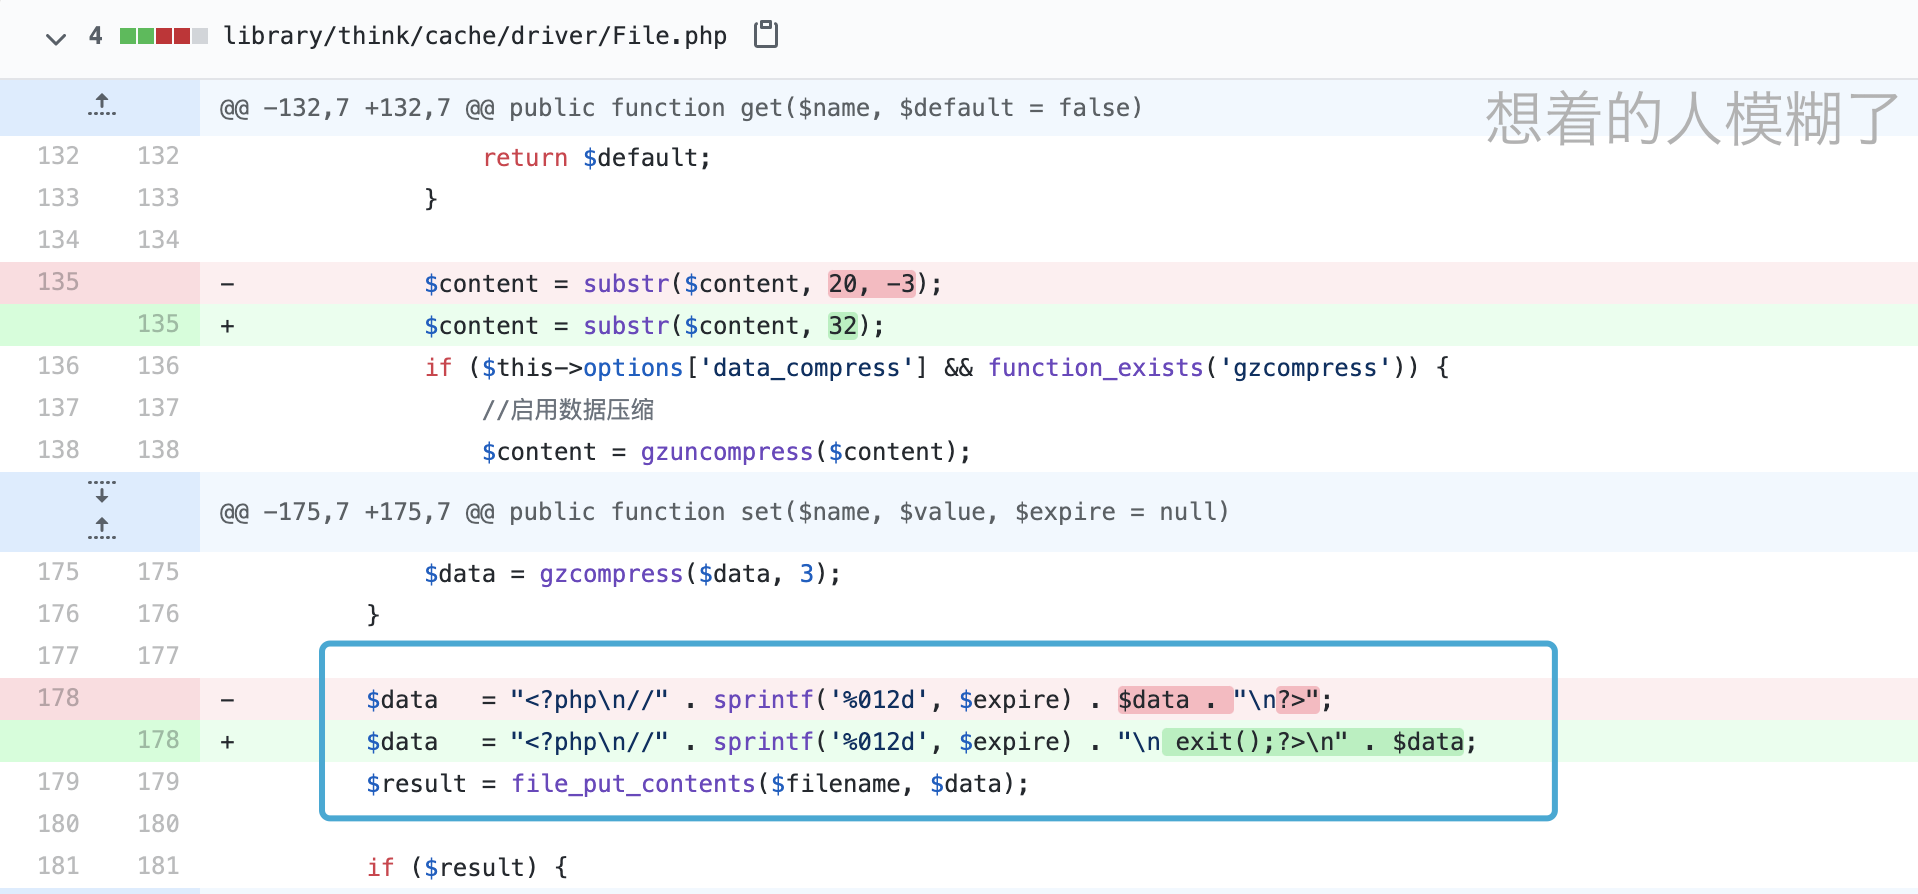 4 library/think/cache/driver/File.php
@@ -132,7 +132,7 @@ public function get($name, $default = false)
想着的人模糊了
132 132 return $default;
133 133 }
134 134
135 - $content = substr($content, 20, -3);
135 + $content = substr($content, 32);
136 136 if ($this->options['data_compress'] && function_exists('gzcompress')) {
137 137 //启用数据压缩
138 138 $content = gzuncompress($content);
@@ -175,7 +175,7 @@ public function set($name, $value, $expire = null)
175 175 $data = gzcompress($data, 3);
176 176 }
177 177
178 - $data   = "<?php\n//" . sprintf('%012d', $expire) . $data . "\n?>";
178 + $data   = "<?php\n//" . sprintf('%012d', $expire) . "\n exit();?>\n" . $data;
179 179 $result = file_put_contents($filename, $data);
180 180
181 181 if ($result) {